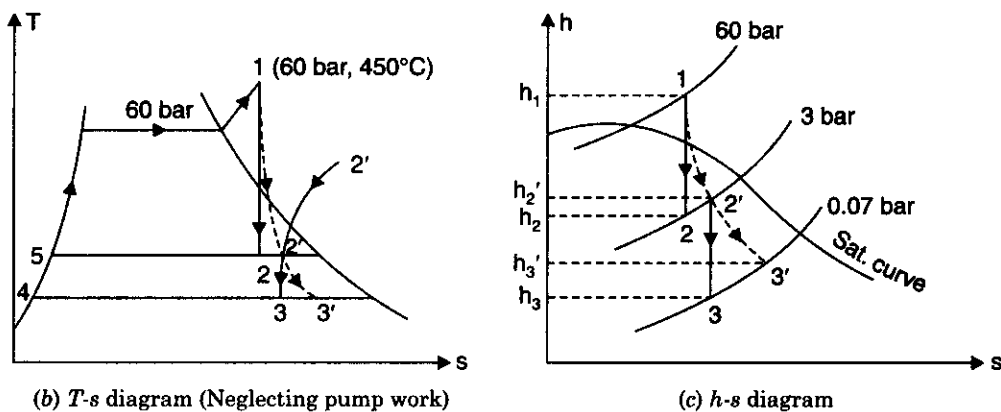 T
1 (60 bar, 450°C)
60 bar
2′
5
2′
2
4
3
3′
s
(b) T-s diagram (Neglecting pump work)
h
60 bar
1
h₁
3 bar
h₂′
2′
0.07 bar
h₂
2
h₃′
3′
Sat. curve
h₃
3
s
(c) h-s diagram